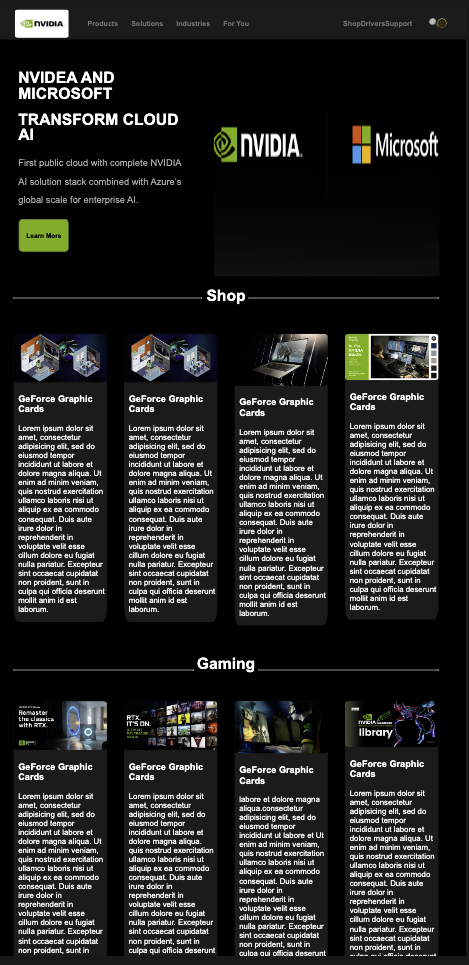 NVIDIA
Products Solutions Industries For You
ShopDriversSupport
NVIDEA AND
MICROSOFT
TRANSFORM CLOUD
AI
First public cloud with complete NVIDIA
AI solution stack combined with Azure's
global scale for enterprise AI.
Learn More
NVIDIA.
Microsoft
Shop
GeForce Graphic
Cards
Lorem ipsum dolor sit
amet, consectetur
adipisicing elit, sed do
eiusmod tempor
incididunt ut labore et
dolore magna aliqua. Ut
enim ad minim veniam,
quis nostrud exercitation
ullamco laboris nisi ut
aliquip ex ea commodo
consequat. Duis aute
irure dolor in
reprehenderit in
voluptate velit esse
cillum dolore eu fugiat
nulla pariatur. Excepteur
sint occaecat cupidatat
non proident, sunt in
culpa qui officia deserunt
mollit anim id est
laborum.
GeForce Graphic
Cards
Lorem ipsum dolor sit
amet, consectetur
adipisicing elit, sed do
eiusmod tempor
incididunt ut labore et
dolore magna aliqua. Ut
enim ad minim veniam,
quis nostrud exercitation
ullamco laboris nisi ut
aliquip ex ea commodo
consequat. Duis aute
irure dolor in
reprehenderit in
voluptate velit esse
cillum dolore eu fugiat
nulla pariatur. Excepteur
sint occaecat cupidatat
non proident, sunt in
culpa qui officia deserunt
mollit anim id est
laborum.
GeForce Graphic
Cards
Lorem ipsum dolor sit
amet, consectetur
adipisicing elit, sed do
eiusmod tempor
incididunt ut labore et
dolore magna aliqua. Ut
enim ad minim veniam,
quis nostrud exercitation
ullamco laboris nisi ut
aliquip ex ea commodo
consequat. Duis aute
irure dolor in
reprehenderit in
voluptate velit esse
cillum dolore eu fugiat
nulla pariatur. Excepteur
sint occaecat cupidatat
non proident, sunt in
culpa qui officia deserunt
mollit anim id est
laborum.
GeForce Graphic
Cards
Lorem ipsum dolor sit
amet, consectetur
adipisicing elit, sed do
eiusmod tempor
incididunt ut labore et
dolore magna aliqua. Ut
enim ad minim veniam,
quis nostrud exercitation
ullamco laboris nisi ut
aliquip ex ea commodo
consequat. Duis aute
irure dolor in
reprehenderit in
voluptate velit esse
cillum dolore eu fugiat
nulla pariatur. Excepteur
sint occaecat cupidatat
non proident, sunt in
culpa qui officia deserunt
mollit anim id est
laborum.
Gaming
Remaster
the classics
with RTX.
GeForce Graphic
Cards
Lorem ipsum dolor sit
amet, consectetur
adipisicing elit, sed do
eiusmod tempor
incididunt ut labore et
dolore magna aliqua. Ut
enim ad minim veniam,
quis nostrud exercitation
ullamco laboris nisi ut
aliquip ex ea commodo
consequat. Duis aute
irure dolor in
reprehenderit in
voluptate velit esse
cillum dolore eu fugiat
nulla pariatur. Excepteur
sint occaecat cupidatat
non proident, sunt in
RTX.
IT'S ON.
GeForce Graphic
Cards
Lorem ipsum dolor sit
amet, consectetur
adipisicing elit, sed do
eiusmod tempor
incididunt ut labore et
dolore magna aliqua.
quis nostrud exercitation
ullamco laboris nisi ut
aliquip ex ea commodo
consequat. Duis aute
irure dolor in
reprehenderit in
voluptate velit esse
cillum dolore eu fugiat
nulla pariatur. Excepteur
sint occaecat cupidatat
non proident, sunt in
GeForce Graphic
Cards
labore et dolore magna
aliqua.consectetur
adipisicing elit, sed do
eiusmod tempor
incididunt ut labore et Ut
enim ad minim veniam,
quis nostrud exercitation
ullamco laboris nisi ut
aliquip ex ea commodo
consequat. Duis aute
irure dolor in
reprehenderit in
voluptate velit esse
cillum dolore eu fugiat
nulla pariatur. Excepteur
sint occaecat cupidatat
NVIDIA
library
GeForce Graphic
Cards
Lorem ipsum dolor sit
amet, consectetur
adipisicing elit, sed do
eiusmod tempor
incididunt ut labore et
dolore magna aliqua. Ut
enim ad minim veniam,
quis nostrud exercitation
ullamco laboris nisi ut
aliquip ex ea commodo
consequat. Duis aute
irure dolor in
reprehenderit in
voluptate velit esse
cillum dolore eu fugiat
nulla pariatur. Excepteur
sint occaecat cupidatat
non proident, sunt in